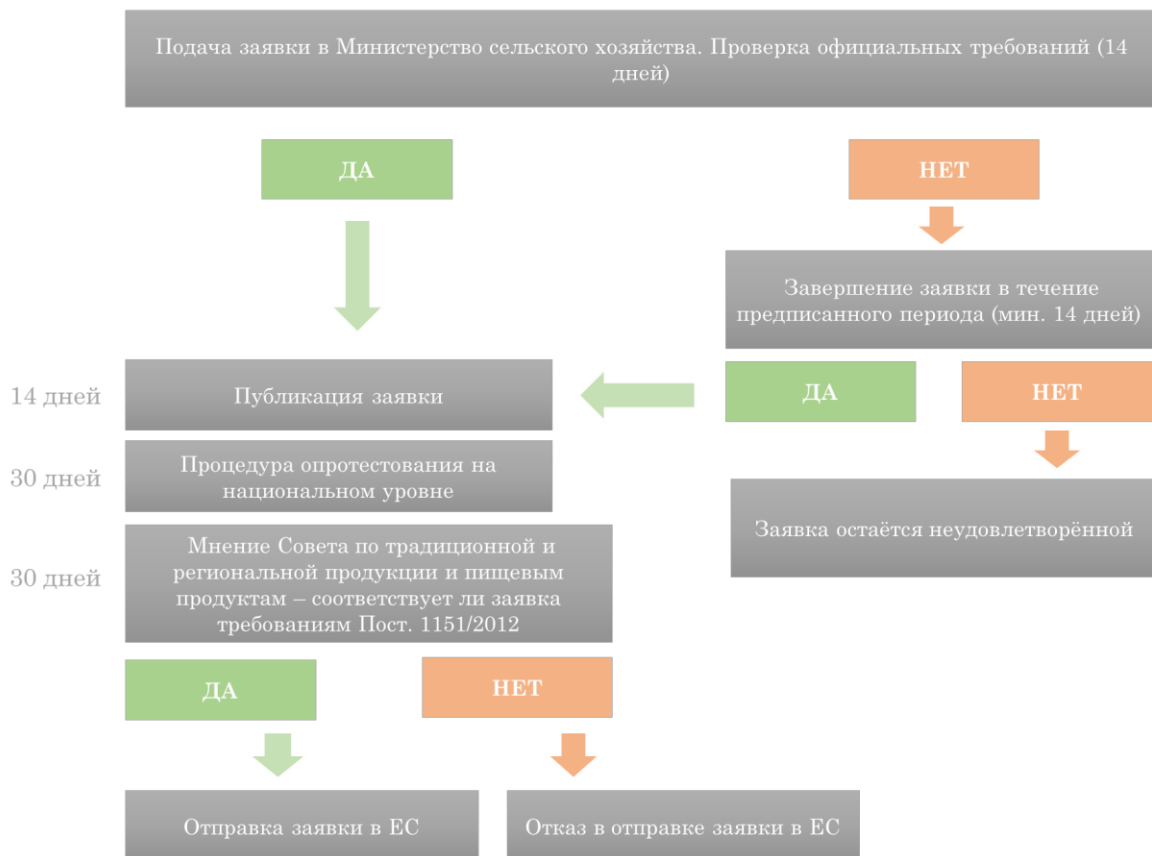 Подача заявки в Министерство сельского хозяйства. Проверка официальных требований (14
дней)
ДА
НЕТ
Завершение заявки в течение
предписанного периода (мин. 14 дней)
ДА
НЕТ
14 дней
Публикация заявки
30 дней
Процедура опротестования на
национальном уровне
Заявка остаётся неудовлетворённой
30 дней
Мнение Совета по традиционной и
региональной продукции и пищевым
продуктам – соответствует ли заявка
требованиям Пост. 1151/2012
ДА
НЕТ
Отправка заявки в ЕС
Отказ в отправке заявки в ЕС